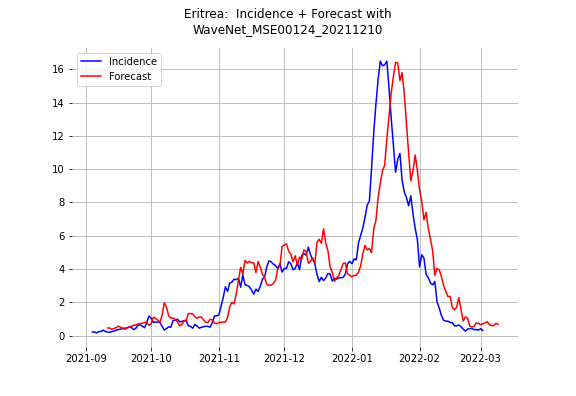 Eritrea:  Incidence + Forecast with
WaveNet_MSE00124_20211210
Incidence
Forecast
16
14
12
10
8
6
4
2
0
2021-09 2021-10 2021-11 2021-12 2022-01 2022-02 2022-03